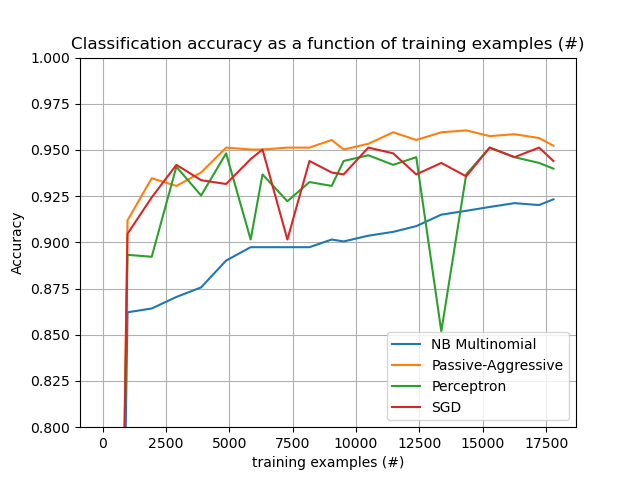 Classification accuracy as a function of training examples (#)
1.000
0.975
0.950
0.925
0.900
0.875
0.850
0.825
0.800
Accuracy
NB Multinomial
Passive-Aggressive
Perceptron
SGD
0 2500 5000 7500 10000 12500 15000 17500
training examples (#)